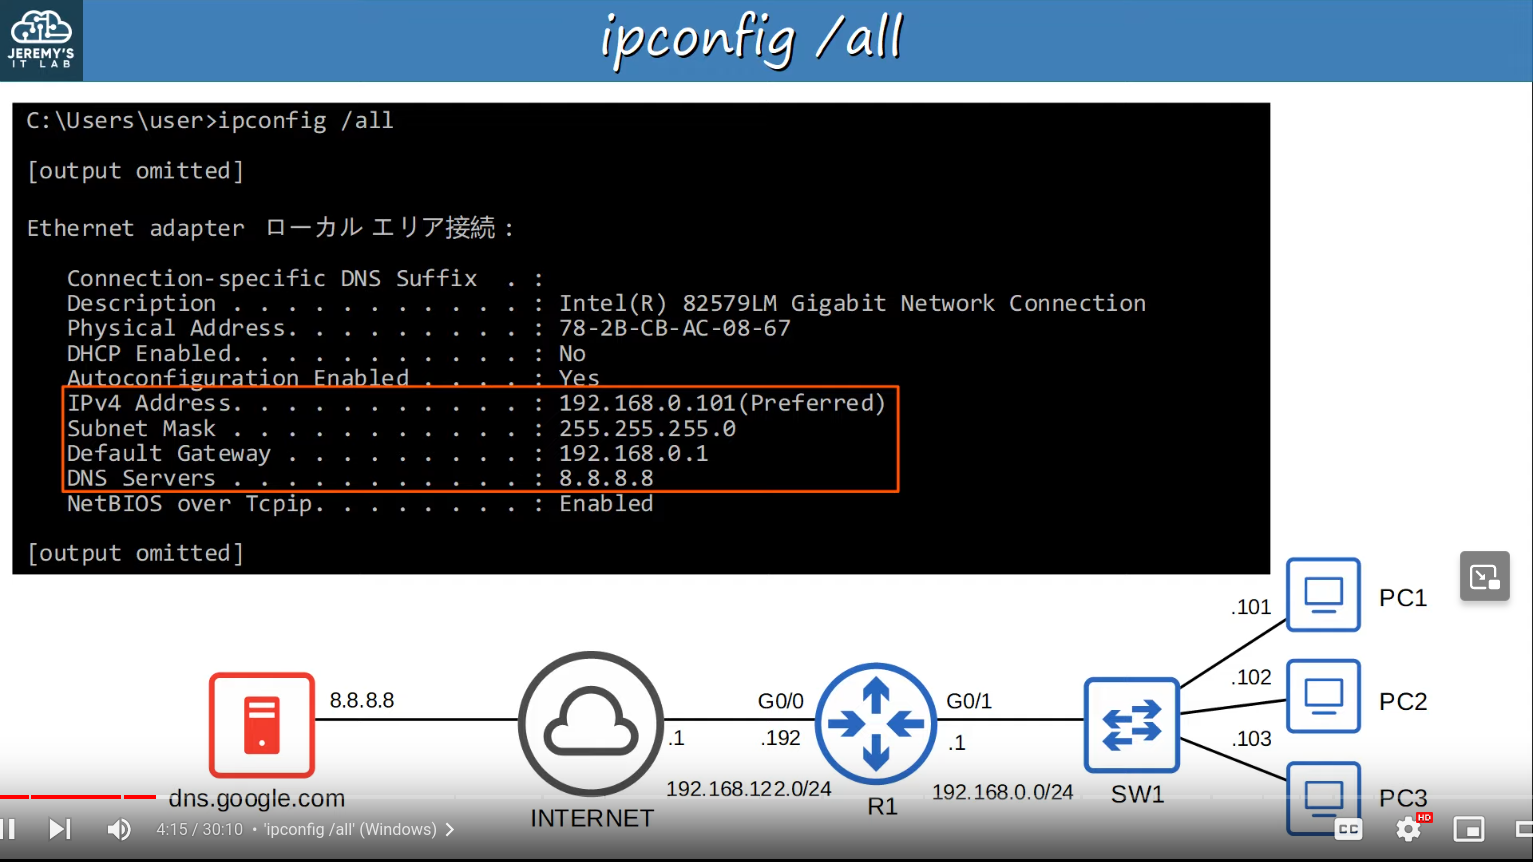 JEREMY'S
IT LAB
ipconfig /all
C:\Users\user>ipconfig /all
[output omitted]
Ethernet adapter ローカル エリア接続 :
Connection-specific DNS Suffix . :
Description . . . . . . . . . . . : Intel(R) 82579LM Gigabit Network Connection
Physical Address. . . . . . . . . : 78-2B-CB-AC-08-67
DHCP Enabled. . . . . . . . . . . : No
Autoconfiguration Enabled . . . . : Yes
IPv4 Address. . . . . . . . . . . : 192.168.0.101(Preferred)
Subnet Mask . . . . . . . . . . . : 255.255.255.0
Default Gateway . . . . . . . . . : 192.168.0.1
DNS Servers . . . . . . . . . . . : 8.8.8.8
NetBIOS over Tcpip. . . . . . . . : Enabled
[output omitted]
.101
PC1
.102
PC2
.103
PC3
8.8.8.8
G0/0
G0/1
.1
.192
.1
192.168.122.0/24
192.168.0.0/24
dns.google.com
INTERNET
R1
SW1
4:15 / 30:10 • 'ipconfig /all' (Windows)
CC
HD